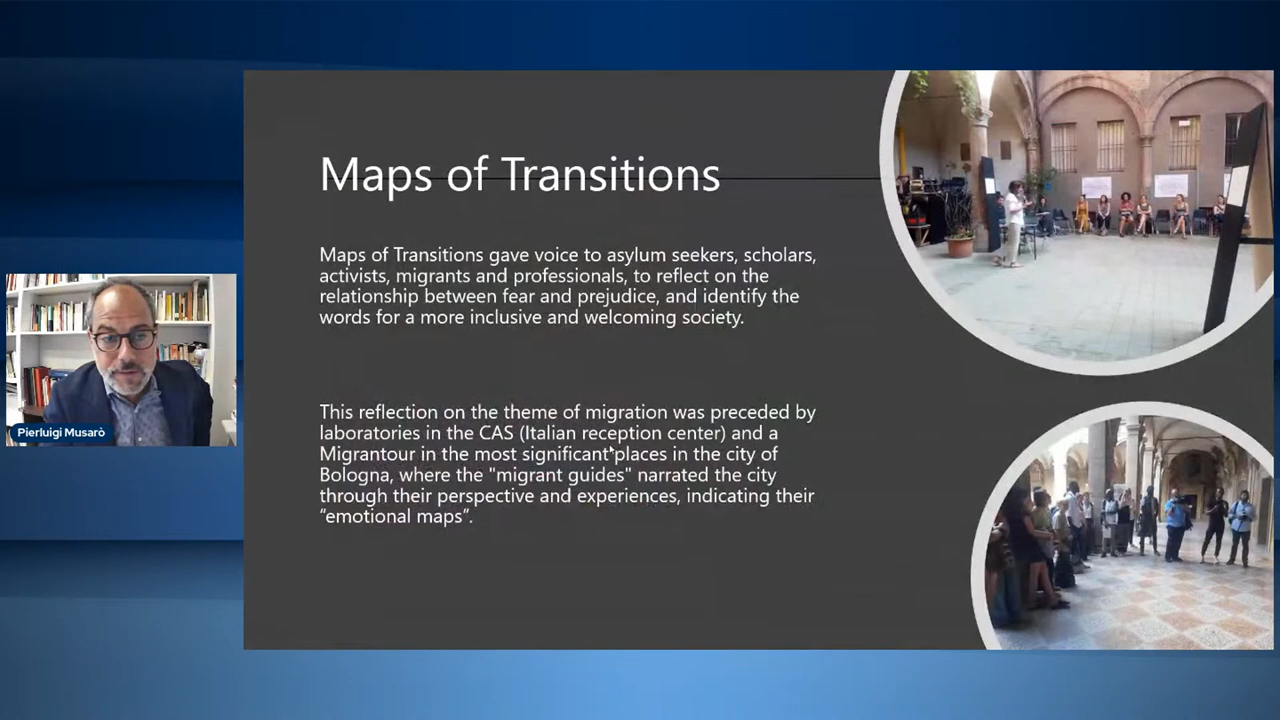 Maps of Transitions
Maps of Transitions gave voice to asylum seekers, scholars,
activists, migrants and professionals, to reflect on the
relationship between fear and prejudice, and identify the
words for a more inclusive and welcoming society.
This reflection on the theme of migration was preceded by
laboratories in the CAS (Italian reception center) and a
Migrantour in the most significant places in the city of
Bologna, where the "migrant guides" narrated the city
through their perspective and experiences, indicating their
“emotional maps”.
Pierluigi Musarò